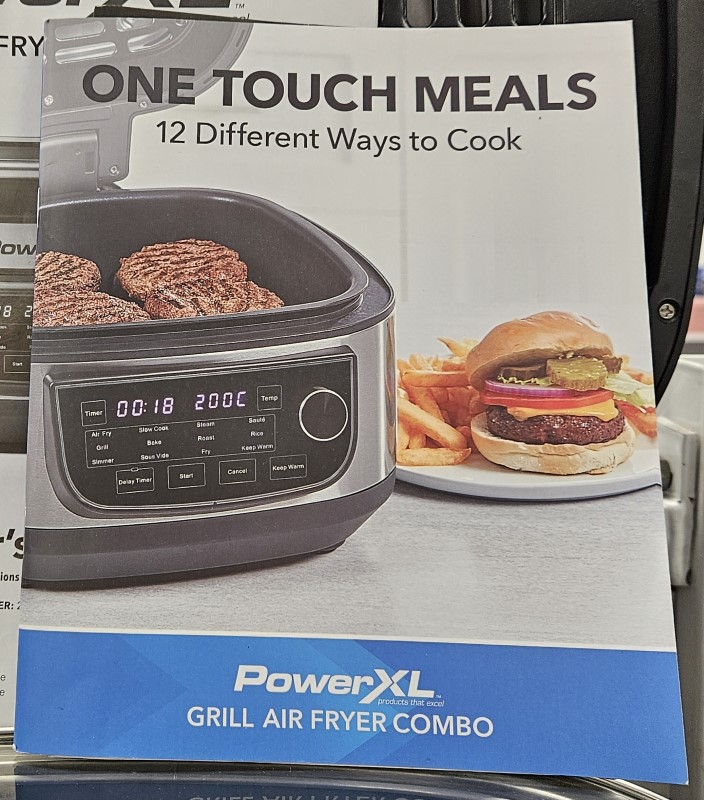 FRY
ONE TOUCH MEALS
12 Different Ways to Cook
Timer
00:18 200C
Temp
Air Fry Slow Cook Steam Sauté
Grill Bake Roast Rice
Simmer Sous Vide Fry Keep Warm
Delay Timer Start Cancel Keep Warm
PowerXL™
products that excel
GRILL AIR FRYER COMBO